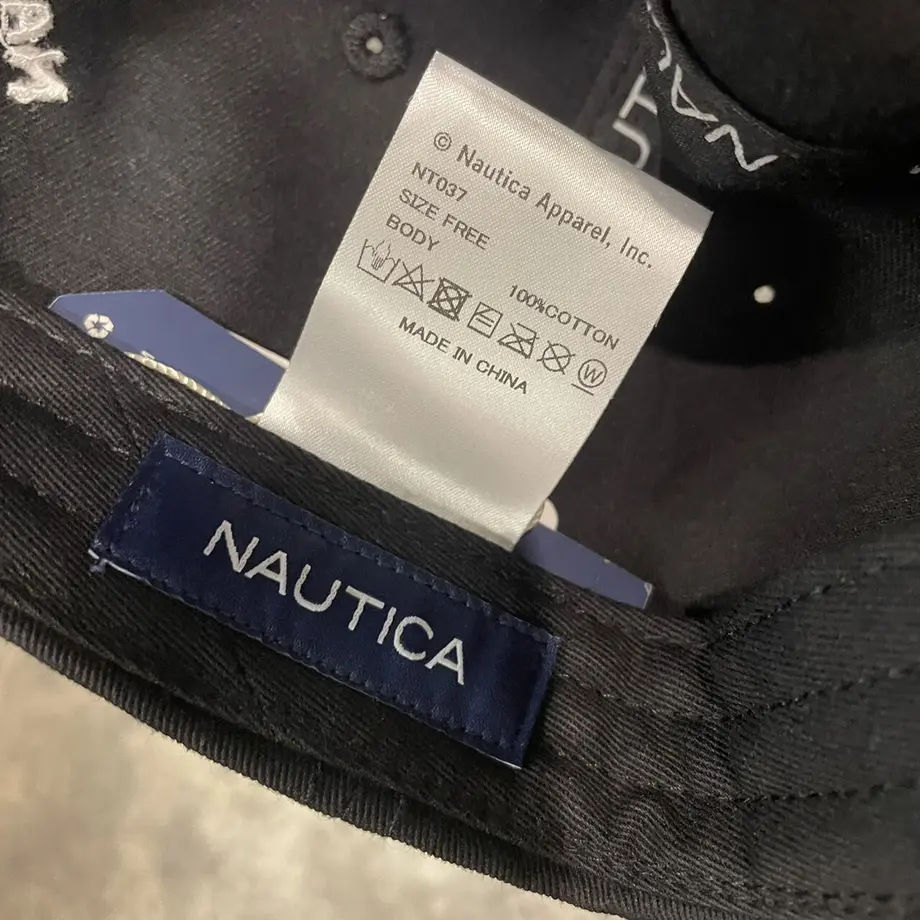 © Nautica Apparel, Inc.
NT037
SIZE FREE
BODY
100%COTTON
W
MADE IN CHINA
NAUTICA